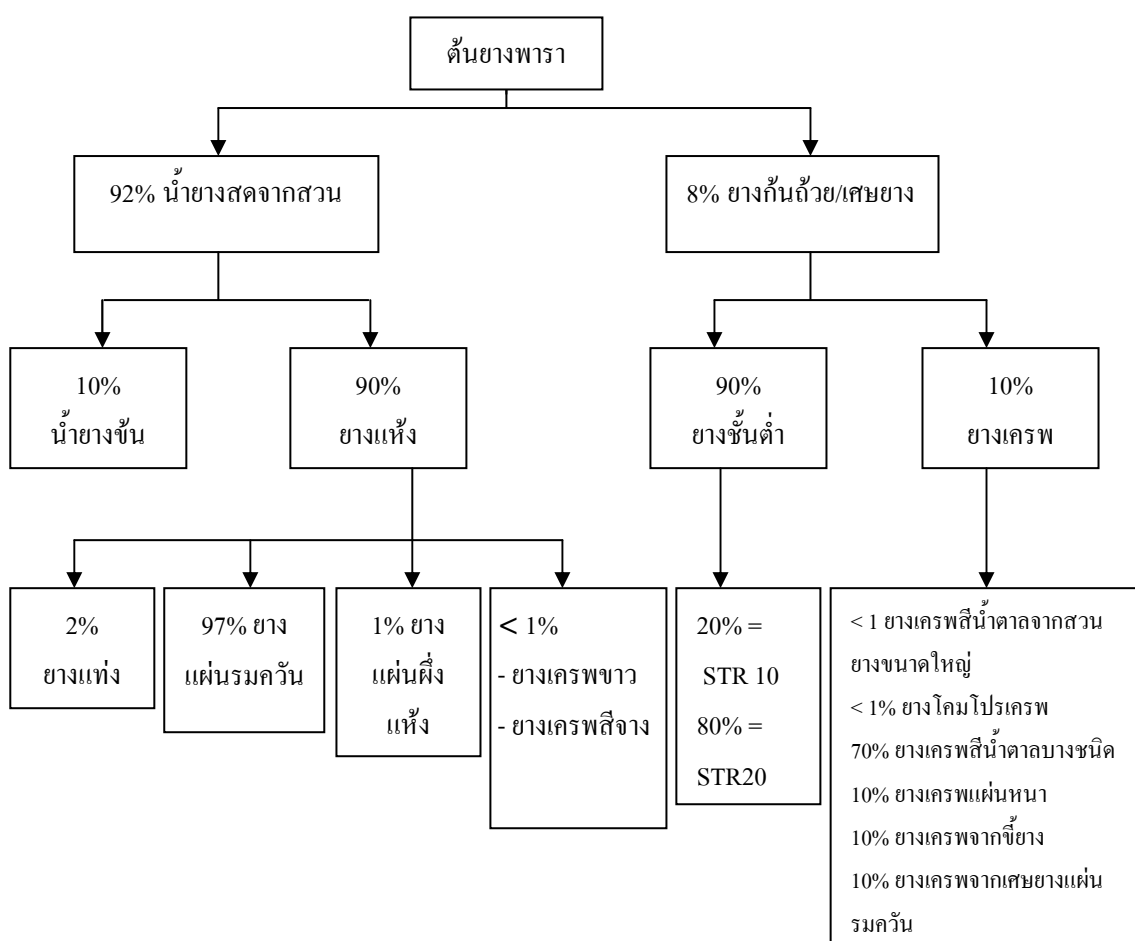 ต้นยางพารา
92% น้ำยางสดจากสวน
8% ยางก้นถ้วย/เศษยาง
10%
น้ำยางข้น
90%
ยางแห้ง
90%
ยางชั้นต่ำ
10%
ยางเครพ
2%
ยางแท่ง
97% ยาง
แผ่นรมควัน
1% ยาง
แผ่นผึ่ง
แห้ง
< 1%
- ยางเครพขาว
- ยางเครพสีจาง
20% =
STR 10
80% =
STR20
< 1 ยางเครพสีน้ำตาลจากสวน
ยางขนาดใหญ่
< 1% ยางโคมโปรเครพ
70% ยางเครพสีน้ำตาลบางชนิด
10% ยางเครพแผ่นหนา
10% ยางเครพจากขี้ยาง
10% ยางเครพจากเศษยางแผ่น
รมควัน